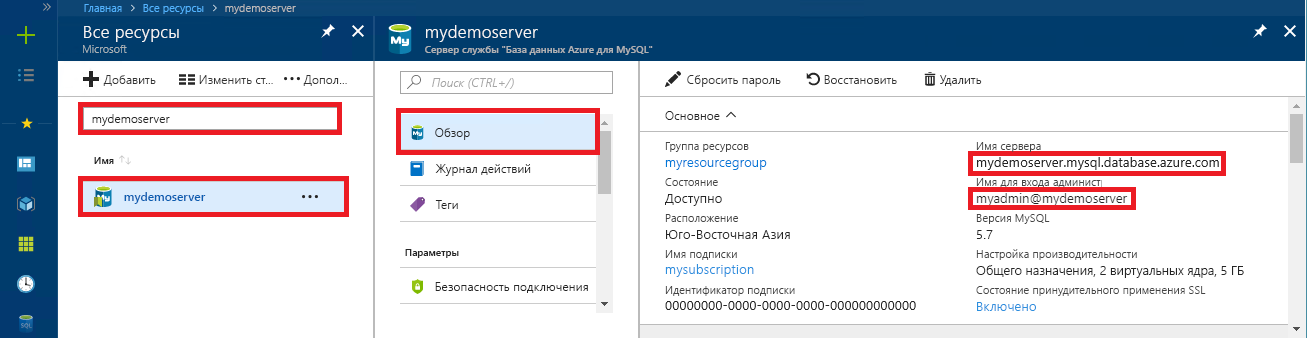 Главная > Все ресурсы > mydemoserver
Все ресурсы
Microsoft
Добавить Изменить ст... ••• Допол...
mydemoserver
Имя ↑↓
mydemoserver •••
My
mydemoserver
Сервер службы "База данных Azure для MySQL"
Поиск (CTRL+/)
Обзор
Журнал действий
Теги
Параметры
Безопасность подключения
Сбросить пароль Восстановить Удалить
Основное
Группа ресурсов
myresourcegroup
Состояние
Доступно
Расположение
Юго-Восточная Азия
Имя подписки
mysubscription
Идентификатор подписки
00000000-0000-0000-0000-000000000000
Имя сервера
mydemoserver.mysql.database.azure.com
Имя для входа админист
myadmin@mydemoserver
Версия MySQL
5.7
Настройка производительности
Общего назначения, 2 виртуальных ядра, 5 ГБ
Состояние принудительного применения SSL
Включено
SQL